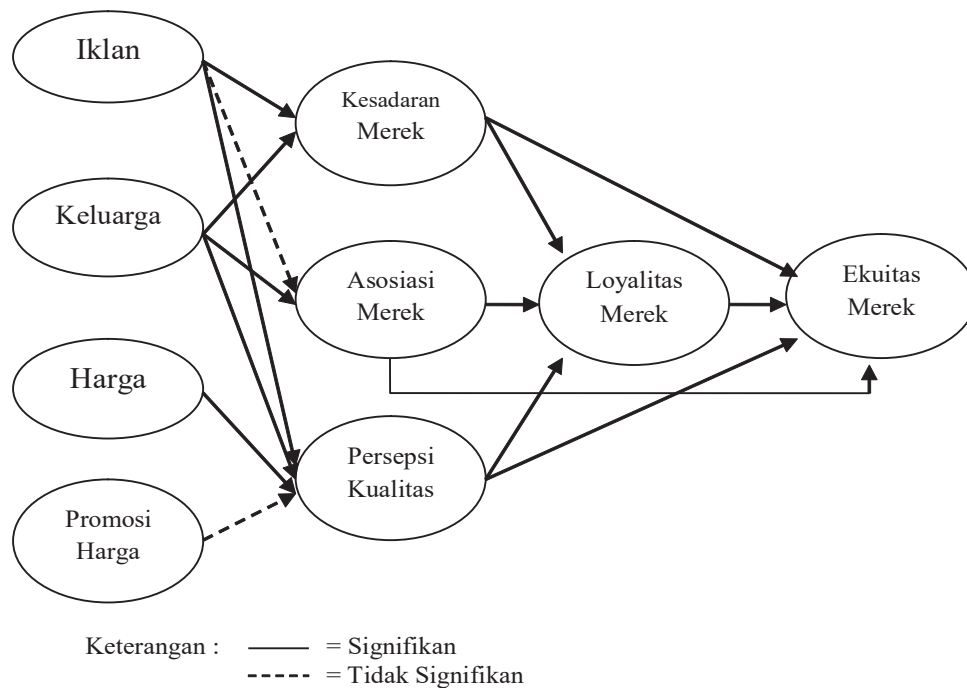 Iklan
Keluarga
Harga
Promosi
Harga
Kesadaran
Merek
Asosiasi
Merek
Persepsi
Kualitas
Loyalitas
Merek
Ekuitas
Merek
Keterangan :
= Signifikan
= Tidak Signifikan